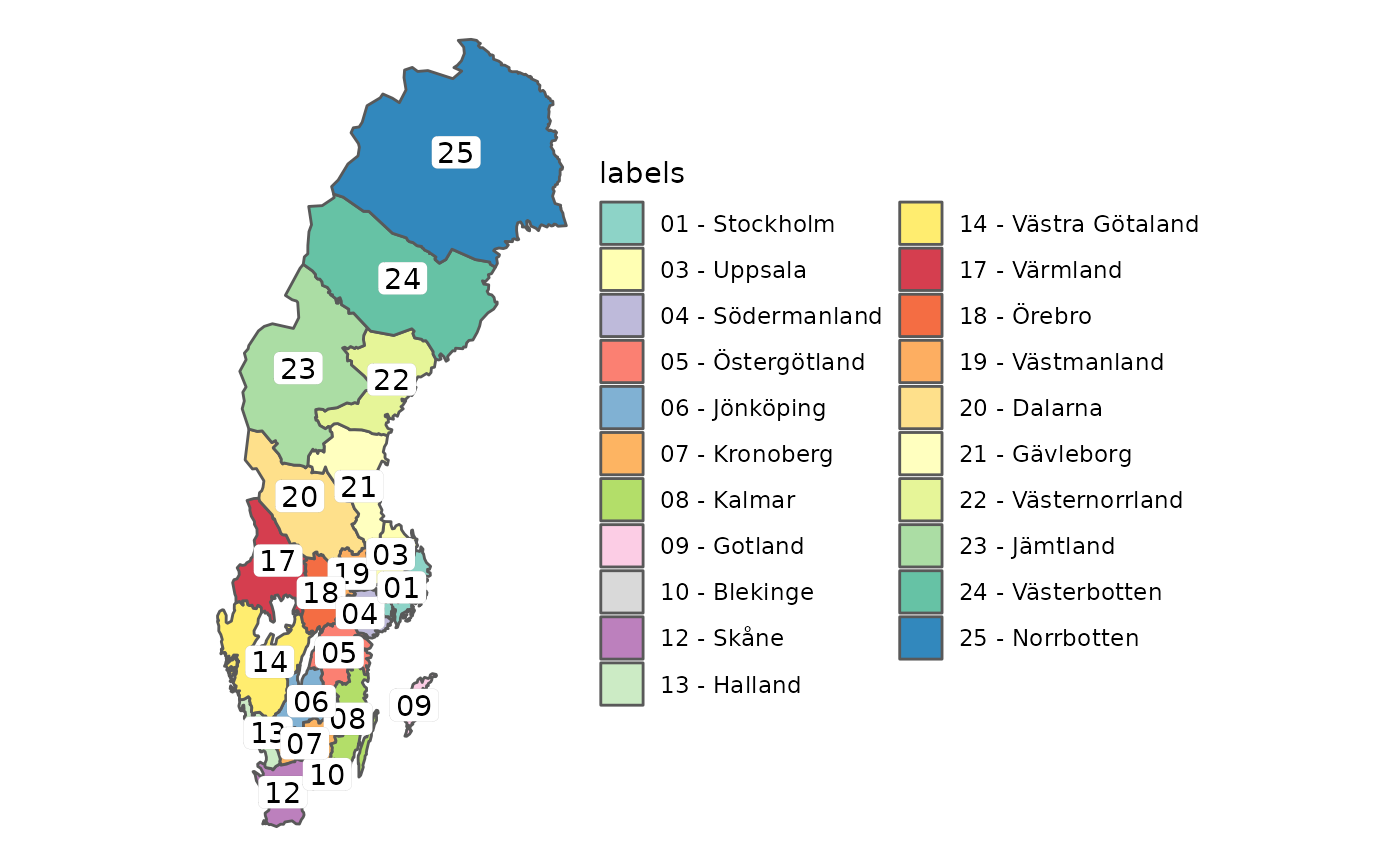 25
24
23
22
21
20
03
17
19
01
18
04
05
14
06
09
08
13
07
10
12
labels
01 - Stockholm
03 - Uppsala
04 - Södermanland
05 - Östergötland
06 - Jönköping
07 - Kronoberg
08 - Kalmar
09 - Gotland
10 - Blekinge
12 - Skåne
13 - Halland
14 - Västra Götaland
17 - Värmland
18 - Örebro
19 - Västmanland
20 - Dalarna
21 - Gävleborg
22 - Västernorrland
23 - Jämtland
24 - Västerbotten
25 - Norrbotten